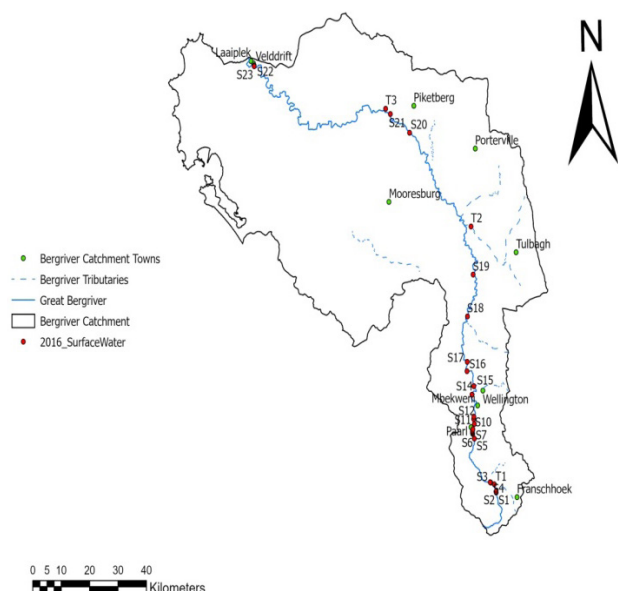 N
Laaiplek
Velddrift
S23
S22
T3
Piketberg
S21
S20
Porterville
Mooresburg
T2
Tulbagh
S19
S18
S17
S16
S15
S14
Mbekweni
Wellington
S12
S11
S10
Paarl
S7
S6
S5
S3
T1
S4
Franschhoek
S2
S1
Bergriver Catchment Towns
Bergriver Tributaries
Great Bergriver
Bergriver Catchment
2016_SurfaceWater
0 5 10 20 30 40
Kilometers